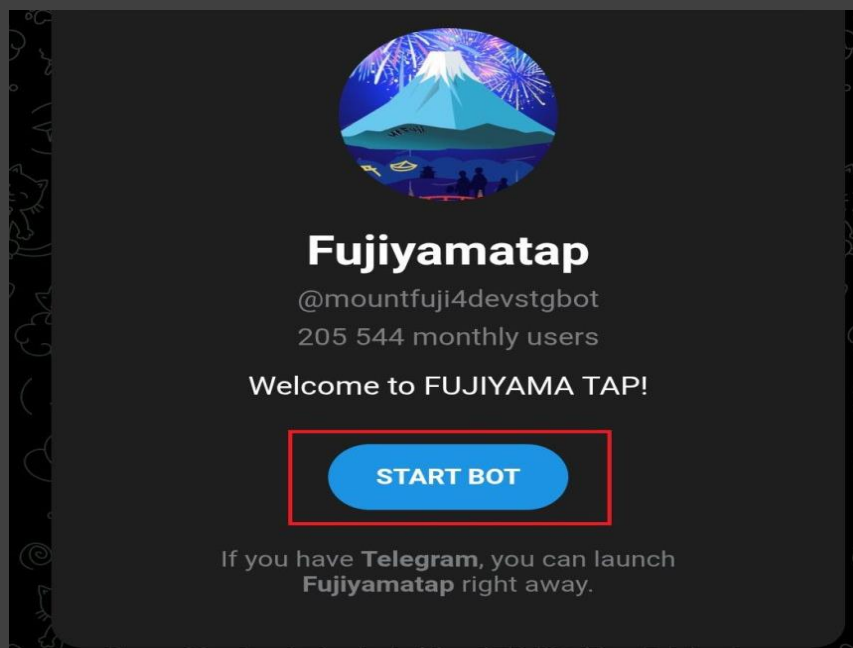 Fujiyamatap
@mountfuji4devstgbot
205 544 monthly users
Welcome to FUJIYAMA TAP!
START BOT
If you have Telegram, you can launch
Fujiyamatap right away.